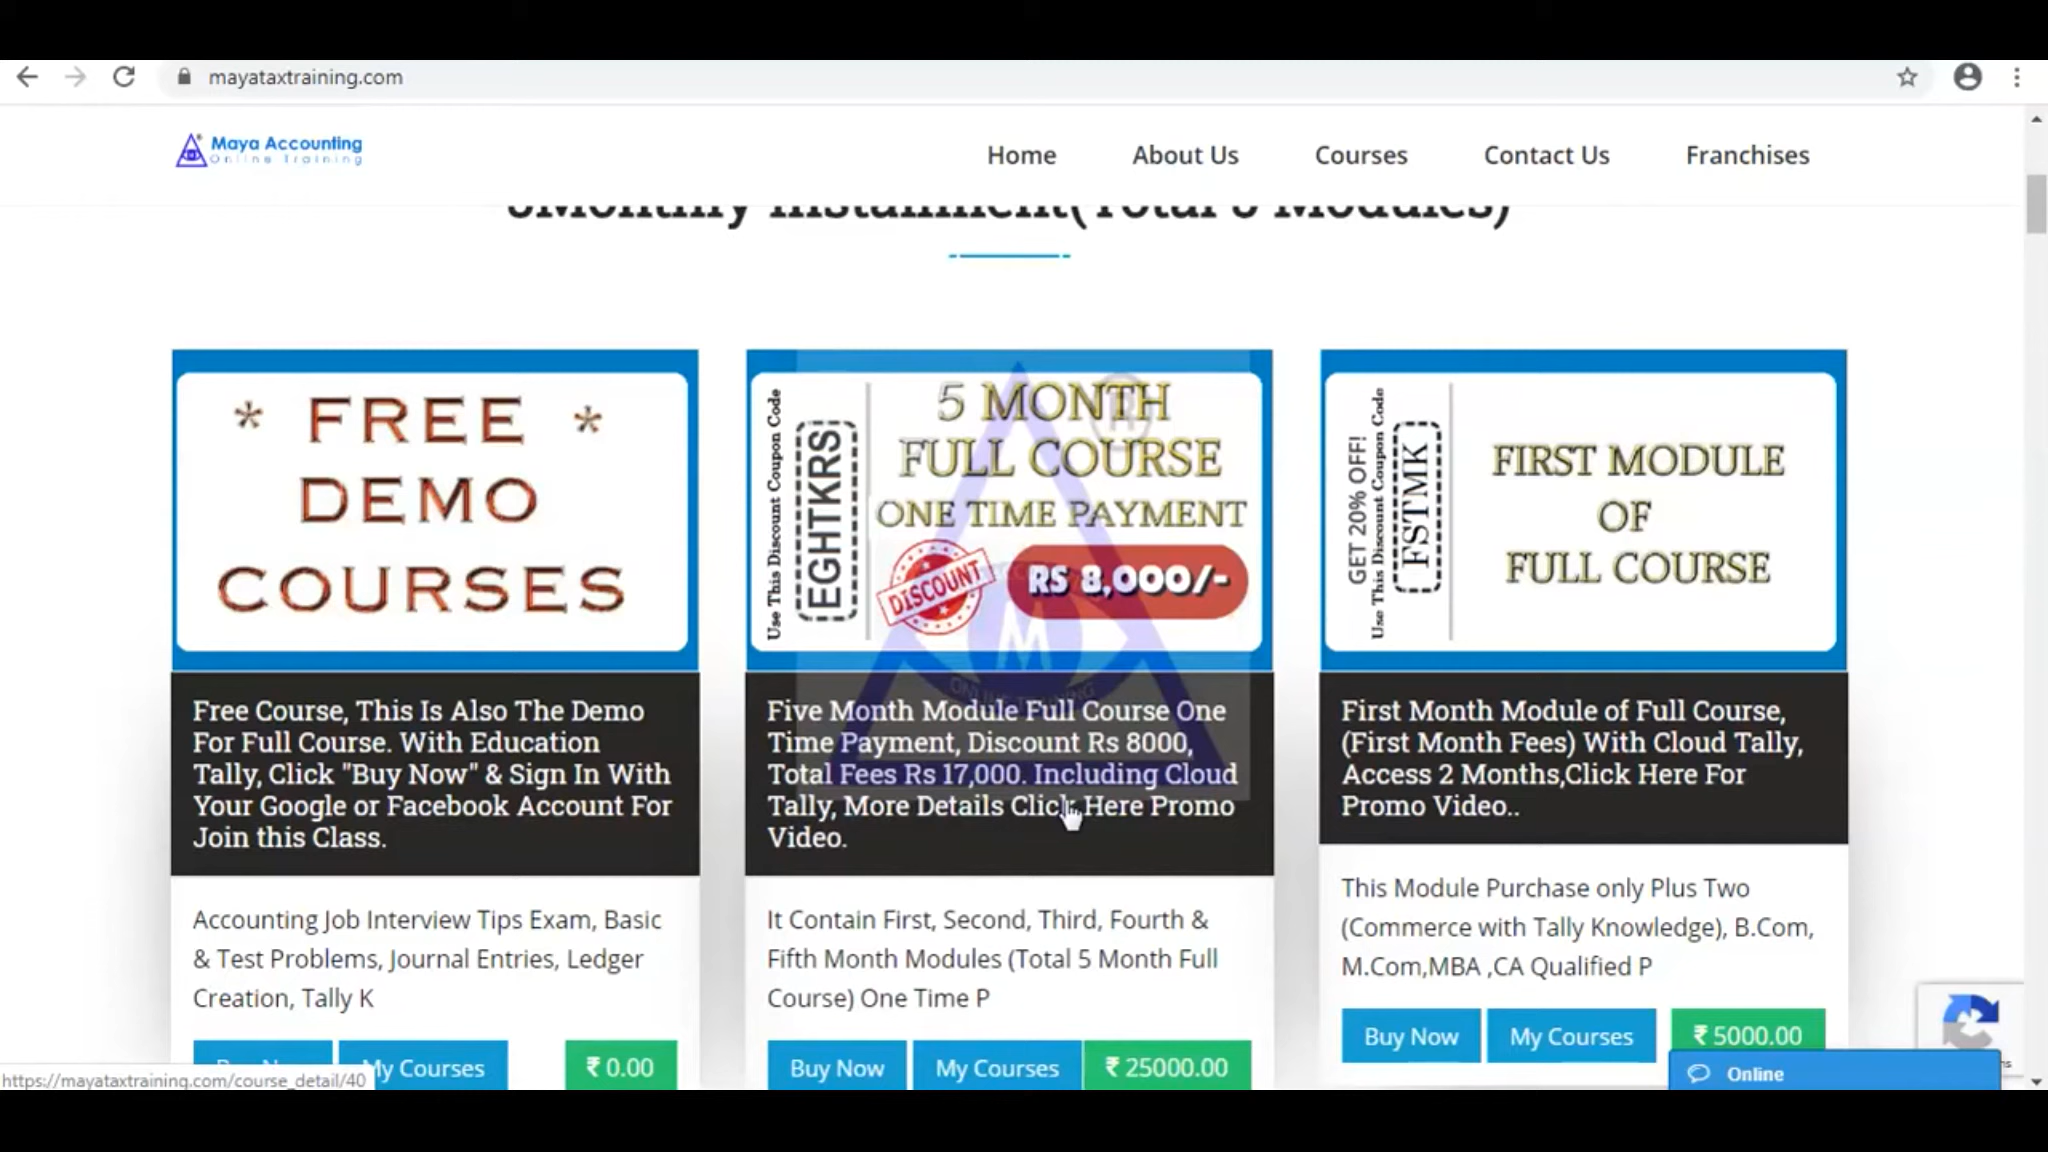 mayataxtraining.com
Maya Accounting
Online Training
Home
About Us
Courses
Contact Us
Franchises
Monthly Installment(Total Modules)
* FREE *
DEMO
COURSES
Use This Discount Coupon Code
EGHTKRS
5 MONTH
FULL COURSE
ONE TIME PAYMENT
DISCOUNT
RS 8,000/-
M
ONLINE TRAINING
GET 20% OFF!
Use This Discount Coupon Code
FSTMK
FIRST MODULE
OF
FULL COURSE
Free Course, This Is Also The Demo
For Full Course. With Education
Tally, Click "Buy Now" & Sign In With
Your Google or Facebook Account For
Join this Class.
Five Month Module Full Course One
Time Payment, Discount Rs 8000,
Total Fees Rs 17,000. Including Cloud
Tally, More Details Click Here Promo
Video.
First Month Module of Full Course,
(First Month Fees) With Cloud Tally,
Access 2 Months,Click Here For
Promo Video..
Accounting Job Interview Tips Exam, Basic
& Test Problems, Journal Entries, Ledger
Creation, Tally K
It Contain First, Second, Third, Fourth &
Fifth Month Modules (Total 5 Month Full
Course) One Time P
This Module Purchase only Plus Two
(Commerce with Tally Knowledge), B.Com,
M.Com,MBA ,CA Qualified P
Buy Now
My Courses
₹ 0.00
Buy Now
My Courses
₹ 25000.00
Buy Now
My Courses
₹ 5000.00
https://mayataxtraining.com/course_detail/40
Online